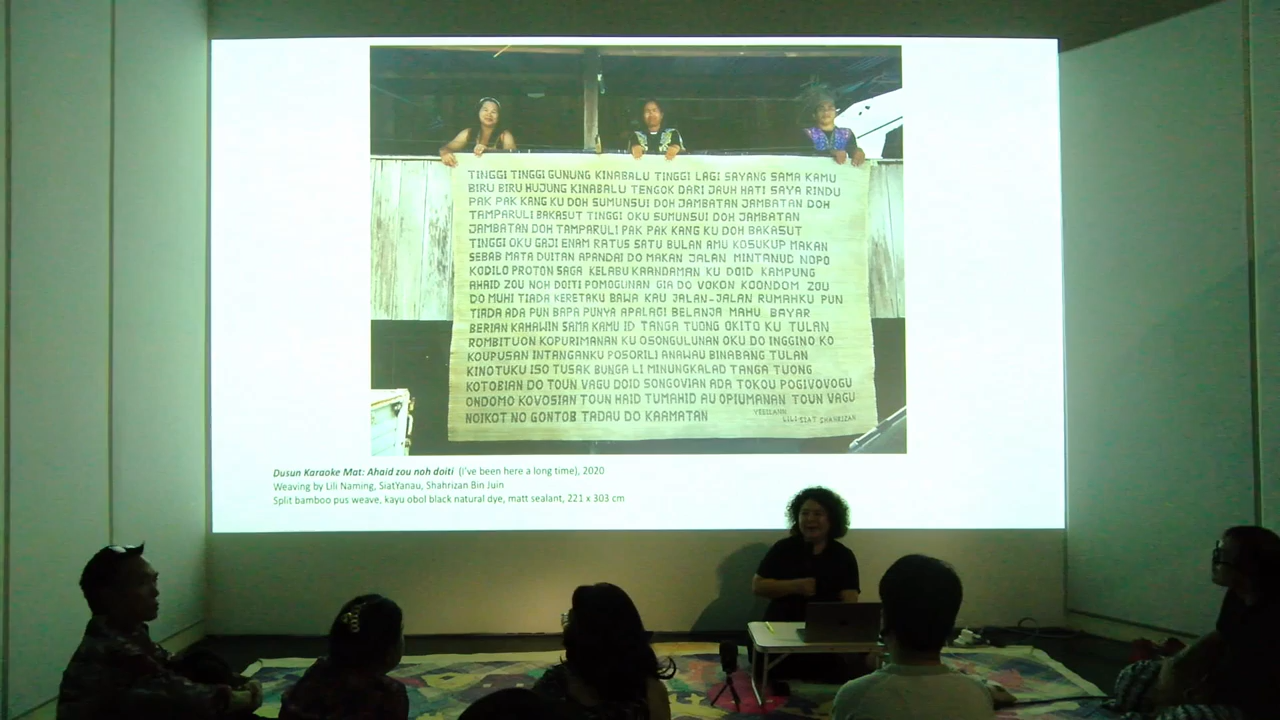 TINGGI TINGGI GUNUNG KINABALU TINGGI LAGI SAYANG SAMA KAMU
BIRU BIRU HUJUNG KINABALU TENGOK DARI JAUH HATI SAYA RINDU
PAK PAK KANG KU DOH SUMUNSUI DOH JAMBATAN JAMBATAN DOH
TAMPARULI BAKASUT TINGGI OKU SUMUNSUI DOH JAMBATAN
JAMBATAN DOH TAMPARULI PAK PAK KANG KU DOH BAKASUT
TINGGI OKU GAJI ENAM RATUS SATU BULAN AMU KOSUKUP MAKAN
SEBAB MATA DUITAN APANDAI DO MAKAN JALAN MINTANUD NOPO
KODILO PROTON SAGA KELABU KAANDAMAN KU DOID KAMPUNG
AHAID ZOU NOH DOITI POMOGUNAN GIA DO VOKON KOONDOM ZOU
DO MUHI TIADA KERETAKU BAWA KAU JALAN-JALAN RUMAHKU PUN
TIADA ADA PUN BAPA PUNYA APALAGI BELANJA MAHU BAYAR
BERIAN KAHAWIN SAMA KAMU ID TANGA TUONG OKITO KU TULAN
ROMBITUON KOPURIMANAN KU OSONGULUNAN OKU DO INGGINO KO
KOUPUSAN INTANGANKU POSORILI ANAWAU BINABANG TULAN
KINOTUKU ISO TUSAK BUNGA LI MINUNGKALAD TANGA TUONG
KOTOBIAN DO TOUN VAGU DOID SONGOVIAN ADA TOKOU POGIVOVOGU
ONDOMO KOVOSIAN TOUN HAID TUMAHID AU OPIUMANAN TOUN VAGU
NOIKOT NO GONTOB TADAU DO KAAMATAN
LILI SIAT SHAHRIZAN
Dusun Karaoke Mat: Ahaid zou noh doiti (I've been here a long time), 2020
Weaving by Lili Naming, SiatYanau, Shahrizan Bin Juin
Split bamboo pus weave, kayu obol black natural dye, matt sealant, 221 x 303 cm